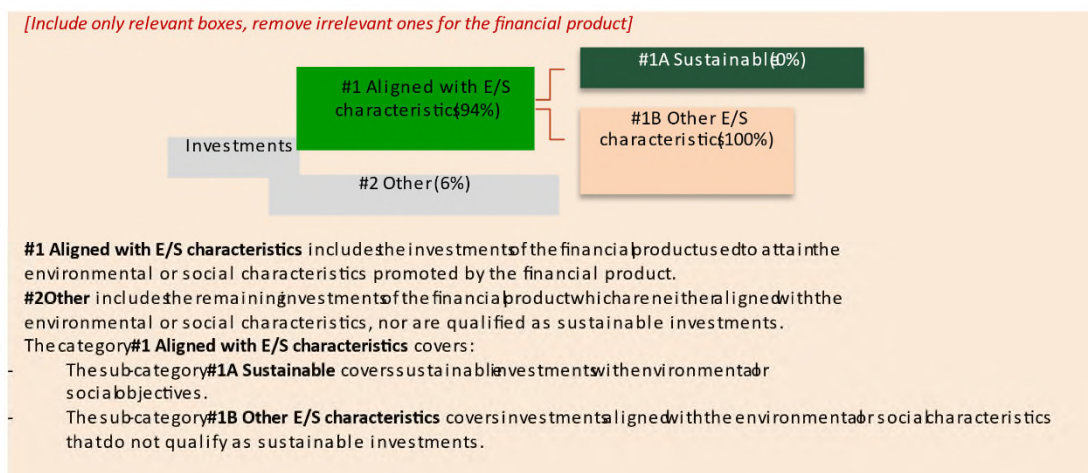 [Include only relevant boxes, remove irrelevant ones for the financial product]
#1A Sustainable(0%)
#1 Aligned with E/S
characteristics(94%)
#1B Other E/S
characteristics(100%)
Investments
#2 Other (6%)
#1 Aligned with E/S characteristics includes the investments of the financial product used to attain the
environmental or social characteristics promoted by the financial product.
#2Other includes the remaining investments of the financial product which are neither aligned with the
environmental or social characteristics, nor are qualified as sustainable investments.
The category #1 Aligned with E/S characteristics covers:
- The sub-category #1A Sustainable covers sustainable investments with environmental or
social objectives.
- The sub-category #1B Other E/S characteristics covers investments aligned with the environmental or social characteristics
that do not qualify as sustainable investments.